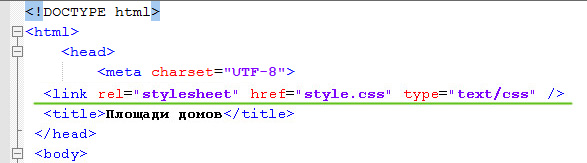 <!DOCTYPE html>
<html>
<head>
<meta charset="UTF-8">
<link rel="stylesheet" href="style.css" type="text/css" />
<title>Площади домов</title>
</head>
<body>